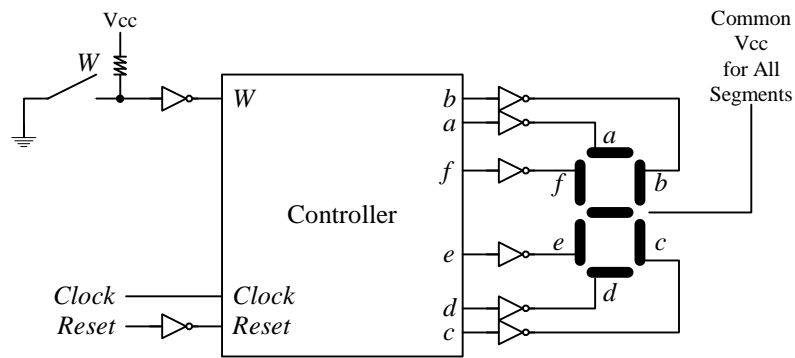 Vcc
W
W
Clock
Reset
Clock
Reset
Controller
b
a
f
e
d
c
a
f
b
e
c
d
Common
Vcc
for All
Segments